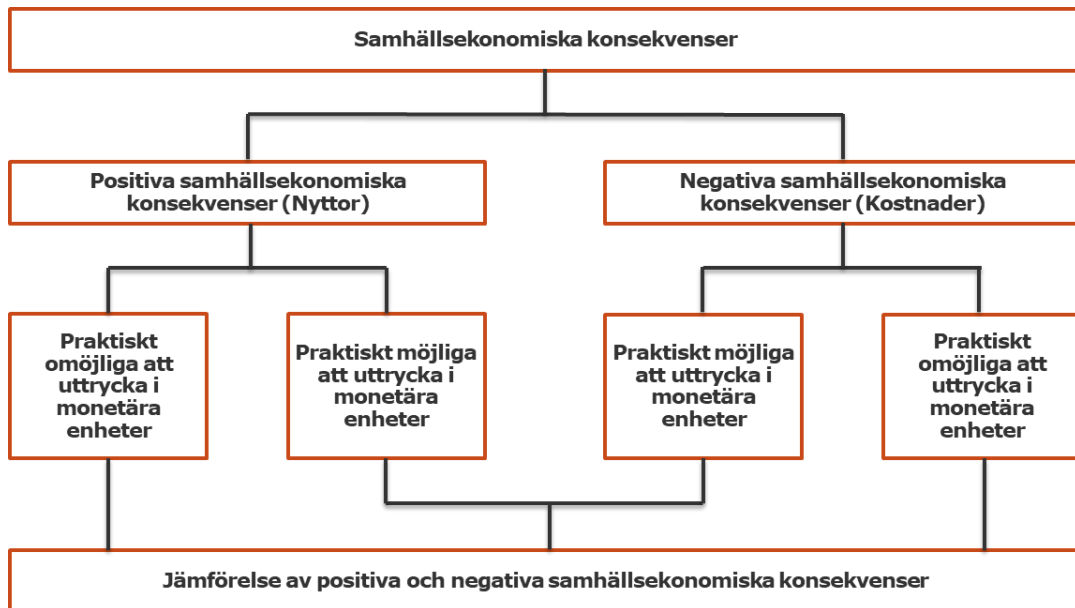 Samhällsekonomiska konsekvenser
Positiva samhällsekonomiska
konsekvenser (Nyttor)
Negativa samhällsekonomiska
konsekvenser (Kostnader)
Praktiskt
omöjliga att
uttrycka i
monetära
enheter
Praktiskt möjliga
att uttrycka i
monetära
enheter
Praktiskt möjliga
att uttrycka i
monetära
enheter
Praktiskt
omöjliga att
uttrycka i
monetära
enheter
Jämförelse av positiva och negativa samhällsekonomiska konsekvenser